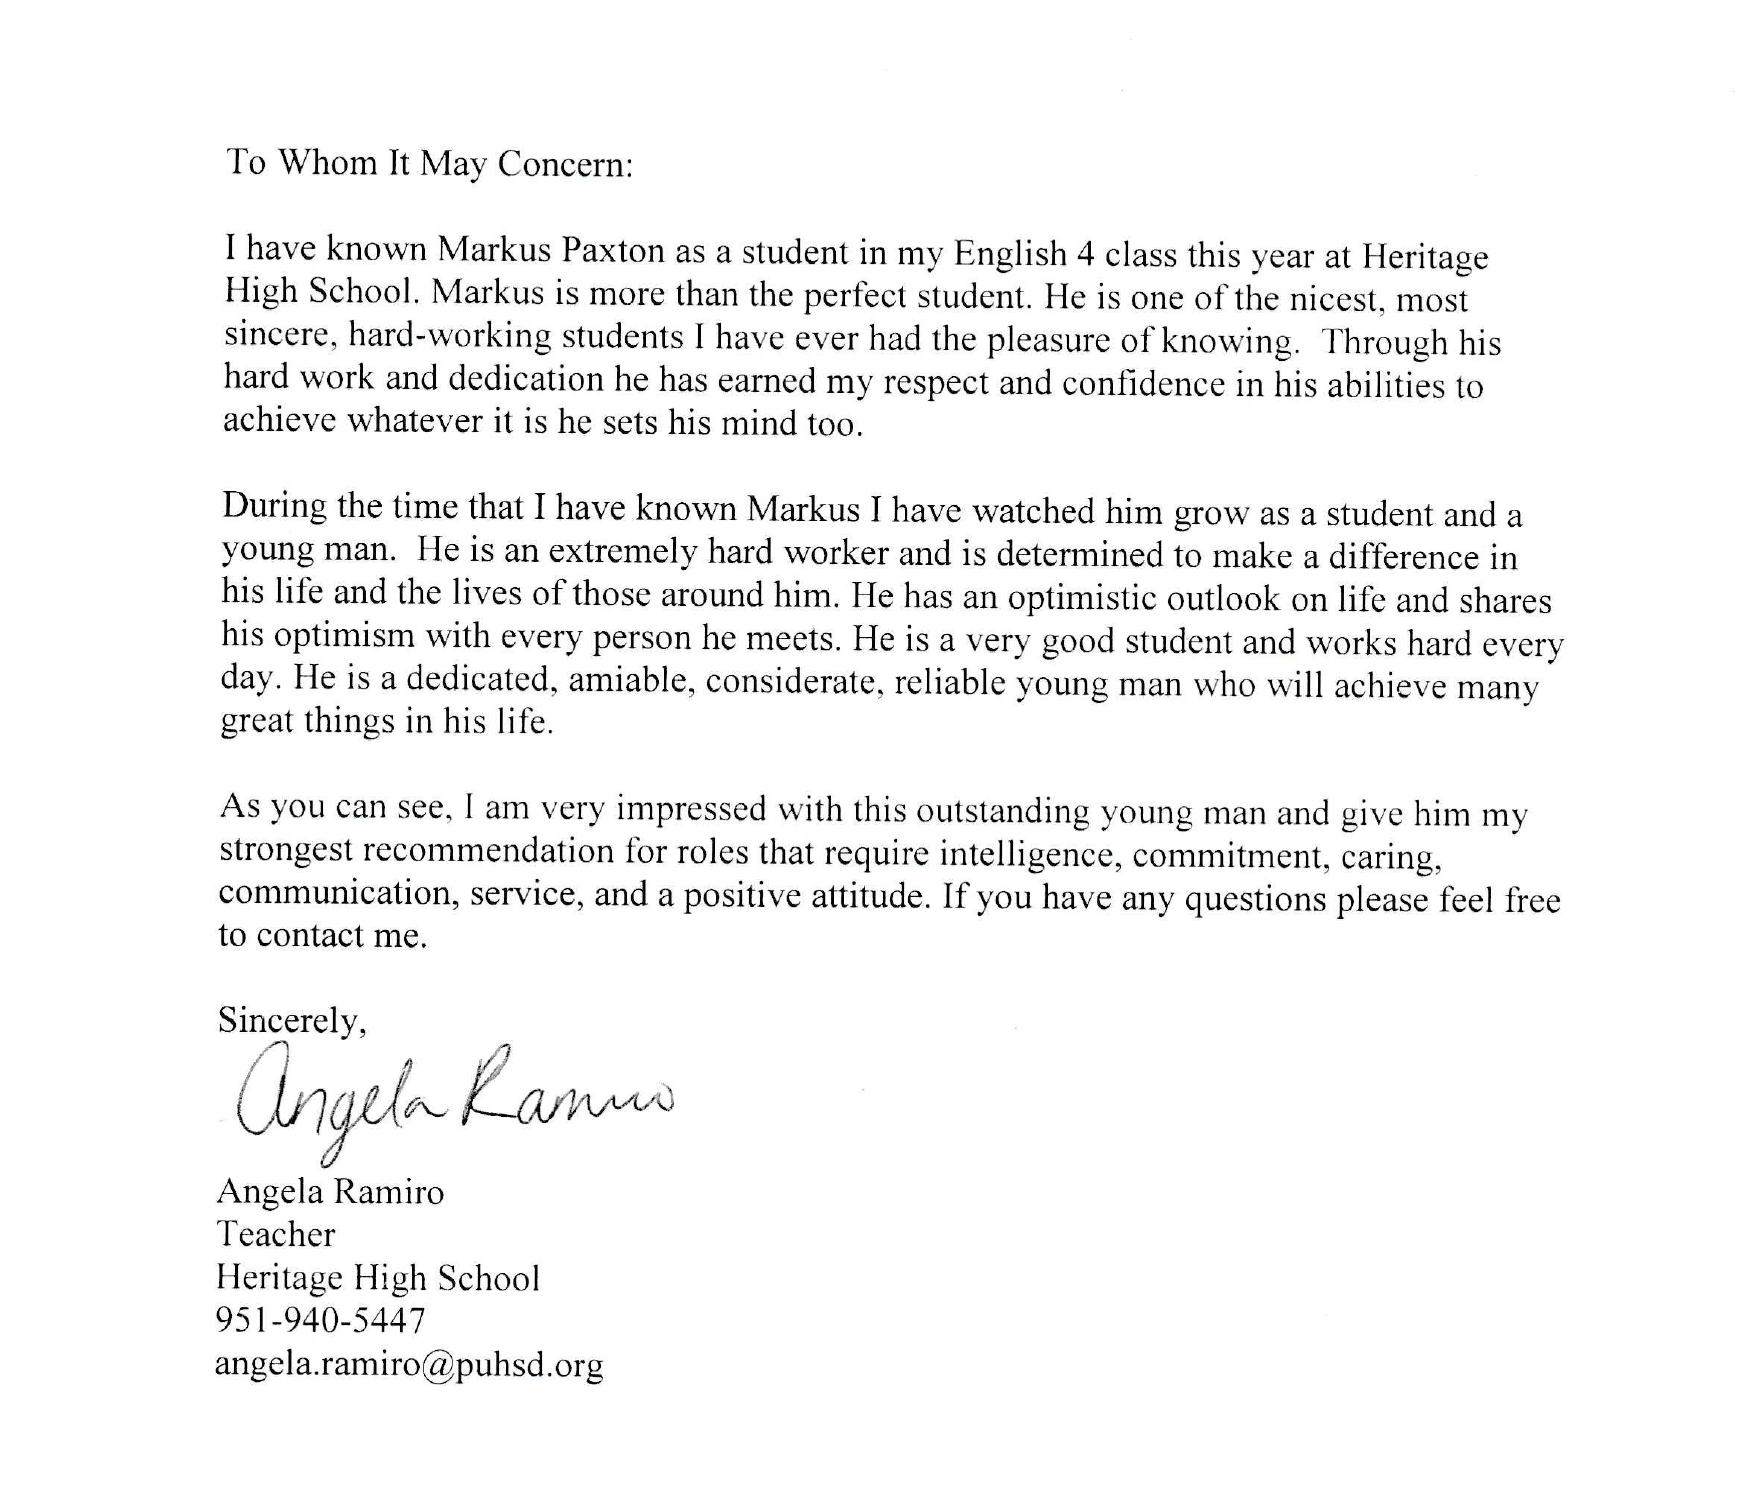 To Whom It May Concern:
I have known Markus Paxton as a student in my English 4 class this year at Heritage
High School. Markus is more than the perfect student. He is one of the nicest, most
sincere, hard-working students I have ever had the pleasure of knowing.  Through his
hard work and dedication he has earned my respect and confidence in his abilities to
achieve whatever it is he sets his mind too.
During the time that I have known Markus I have watched him grow as a student and a
young man.  He is an extremely hard worker and is determined to make a difference in
his life and the lives of those around him. He has an optimistic outlook on life and shares
his optimism with every person he meets. He is a very good student and works hard every
day. He is a dedicated, amiable, considerate, reliable young man who will achieve many
great things in his life.
As you can see, I am very impressed with this outstanding young man and give him my
strongest recommendation for roles that require intelligence, commitment, caring,
communication, service, and a positive attitude. If you have any questions please feel free
to contact me.
Sincerely,
Angela Ramiro
Angela Ramiro
Teacher
Heritage High School
951-940-5447
angela.ramiro@puhsd.org